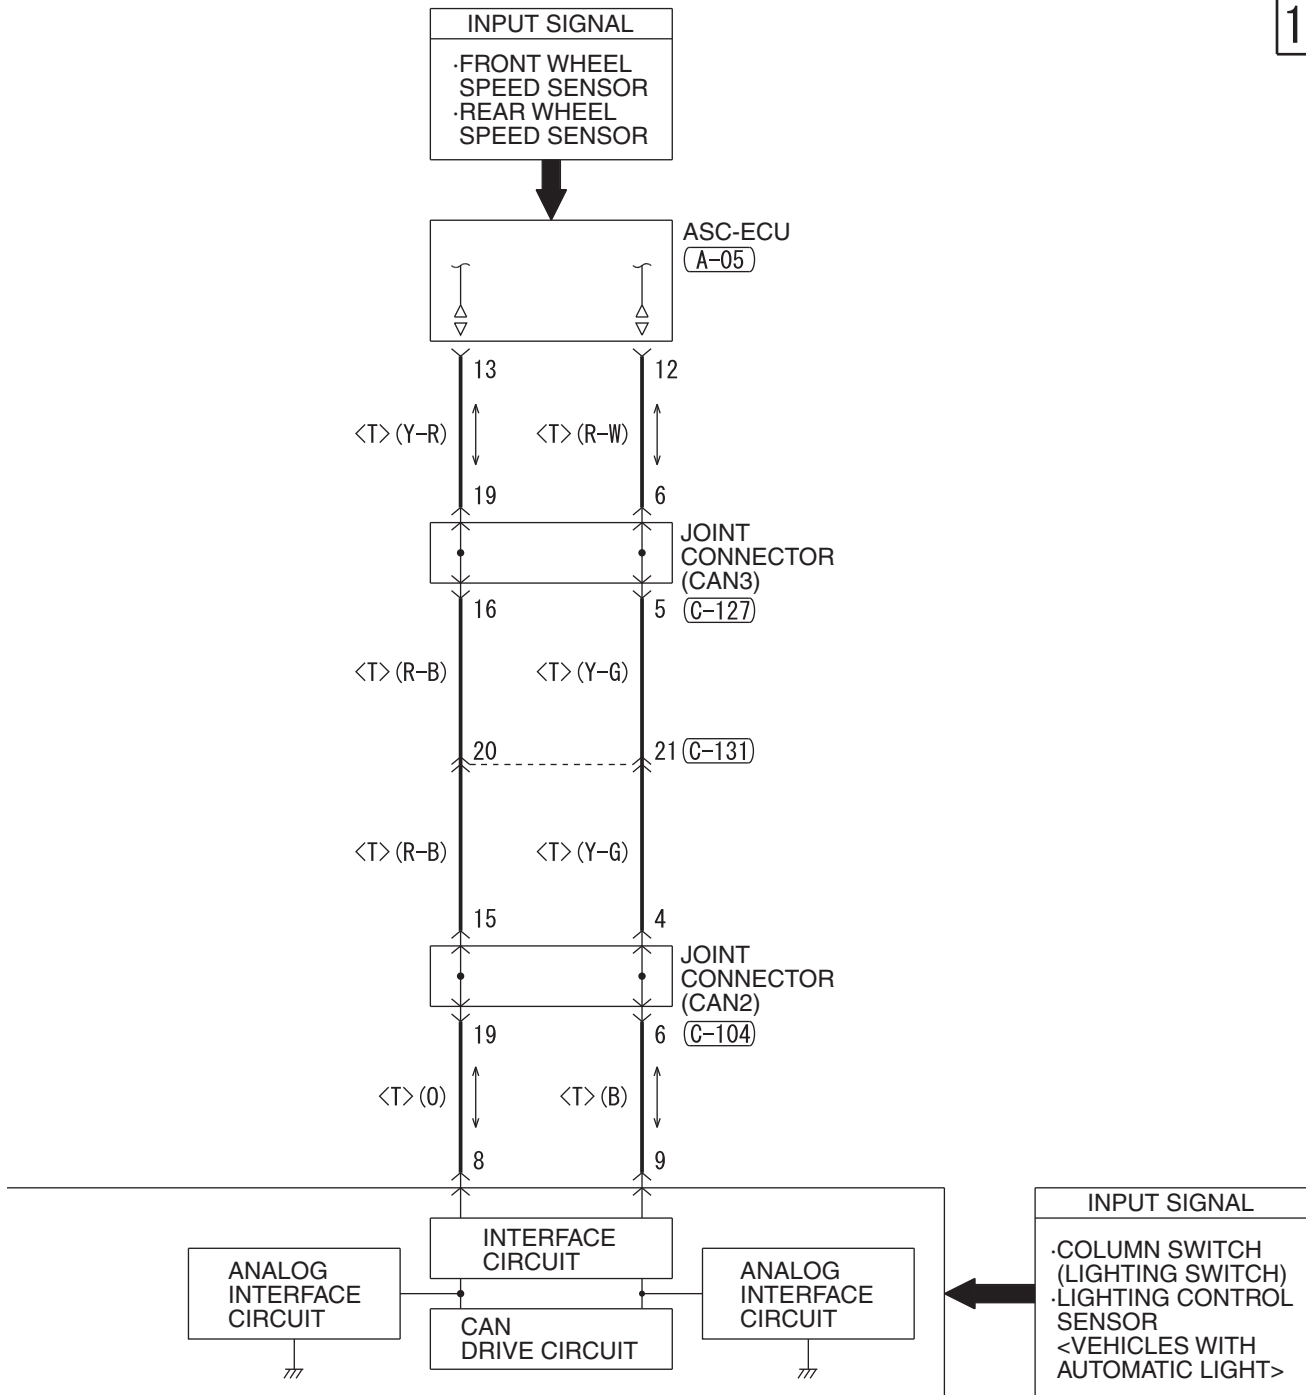 1
INPUT SIGNAL
·FRONT WHEEL
SPEED SENSOR
·REAR WHEEL
SPEED SENSOR
ASC-ECU
A-05
13
12
<T>(Y-R)
<T>(R-W)
19
6
JOINT
CONNECTOR
(CAN3)
16
5
C-127
<T>(R-B)
<T>(Y-G)
20
21
C-131
<T>(R-B)
<T>(Y-G)
15
4
JOINT
CONNECTOR
(CAN2)
19
6
C-104
<T>(O)
<T>(B)
8
9
INTERFACE
CIRCUIT
ANALOG
INTERFACE
CIRCUIT
CAN
DRIVE CIRCUIT
ANALOG
INTERFACE
CIRCUIT
INPUT SIGNAL
·COLUMN SWITCH
(LIGHTING SWITCH)
·LIGHTING CONTROL
SENSOR
<VEHICLES WITH
AUTOMATIC LIGHT>